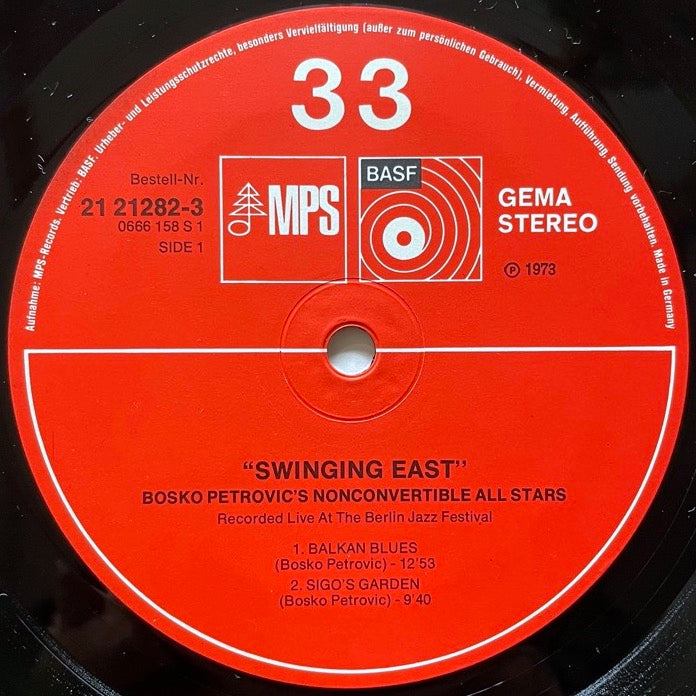 Aufnahme: MPS-Records. Vertrieb: BASF. Urheber- und Leistungsschutzrechte, besonders Vervielfältigung (außer zum persönlichen Gebrauch), Vermietung, Aufführung, Sendung vorbehalten. Made in Germany
33
Bestell-Nr.
21 21282-3
0666 158 S 1
SIDE 1
MPS
BASF
GEMA
STEREO
Ⓟ 1973
“SWINGING EAST”
BOSKO PETROVIC'S NONCONVERTIBLE ALL STARS
Recorded Live At The Berlin Jazz Festival
1. BALKAN BLUES
(Bosko Petrovic) - 12'53
2. SIGO'S GARDEN
(Bosko Petrovic) - 9'40